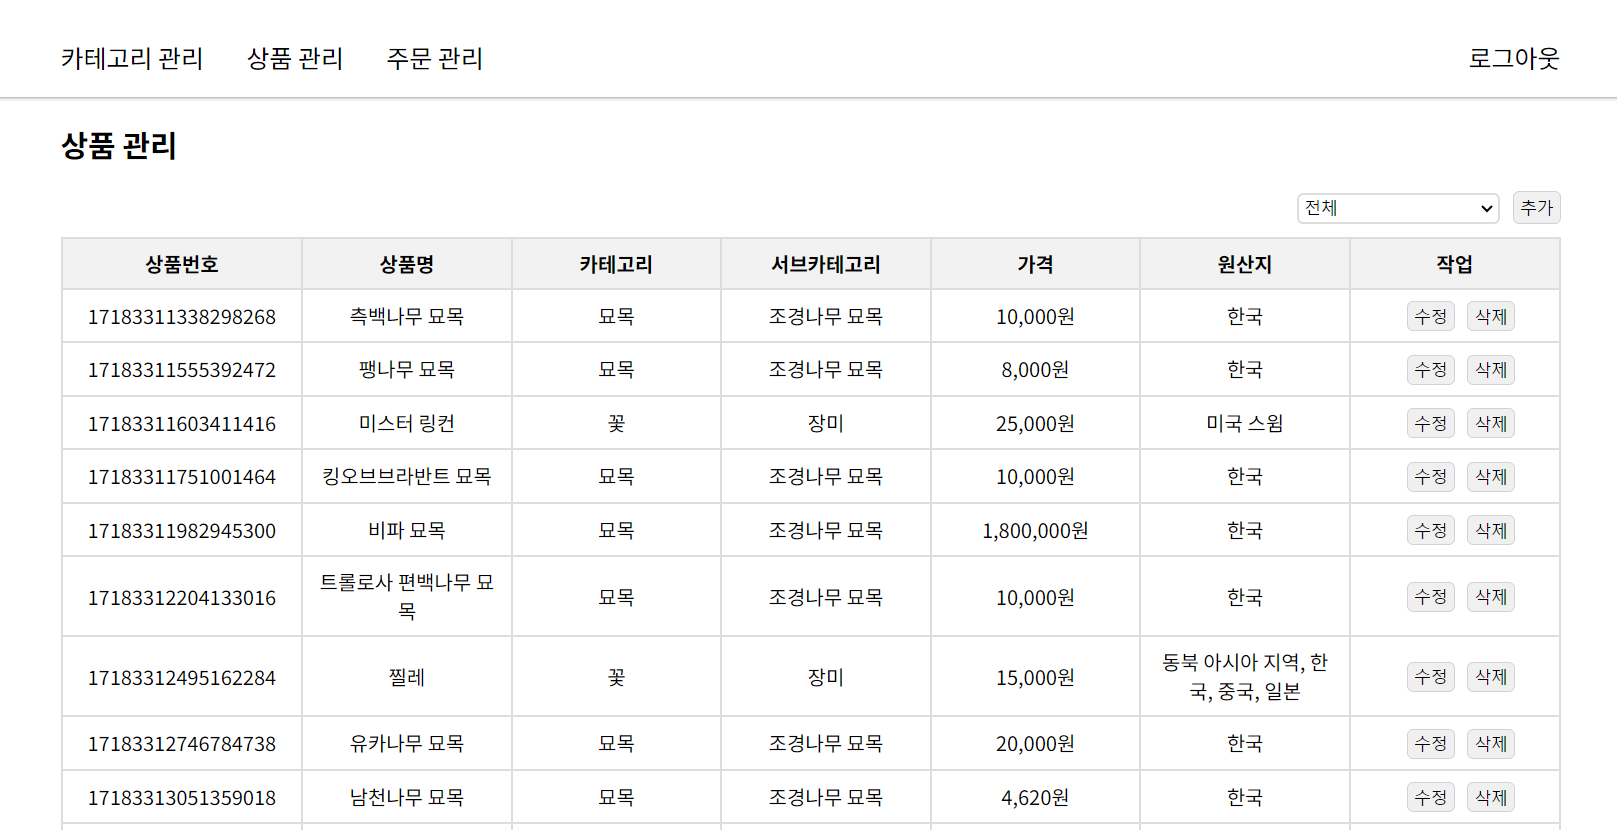 카테고리 관리 상품 관리 주문 관리 로그아웃
상품 관리
전체 추가
상품번호 상품명 카테고리 서브카테고리 가격 원산지 작업
17183311338298268 측백나무 묘목 묘목 조경나무 묘목 10,000원 한국 수정 삭제
17183311555392472 팽나무 묘목 묘목 조경나무 묘목 8,000원 한국 수정 삭제
17183311603411416 미스터 링컨 꽃 장미 25,000원 미국 스윔 수정 삭제
17183311751001464 킹오브브라반트 묘목 묘목 조경나무 묘목 10,000원 한국 수정 삭제
17183311982945300 비파 묘목 묘목 조경나무 묘목 1,800,000원 한국 수정 삭제
17183312204133016 트롤로사 편백나무 묘
목 묘목 조경나무 묘목 10,000원 한국 수정 삭제
17183312495162284 찔레 꽃 장미 15,000원 동북 아시아 지역, 한
국, 중국, 일본 수정 삭제
17183312746784738 유카나무 묘목 묘목 조경나무 묘목 20,000원 한국 수정 삭제
17183313051359018 남천나무 묘목 묘목 조경나무 묘목 4,620원 한국 수정 삭제